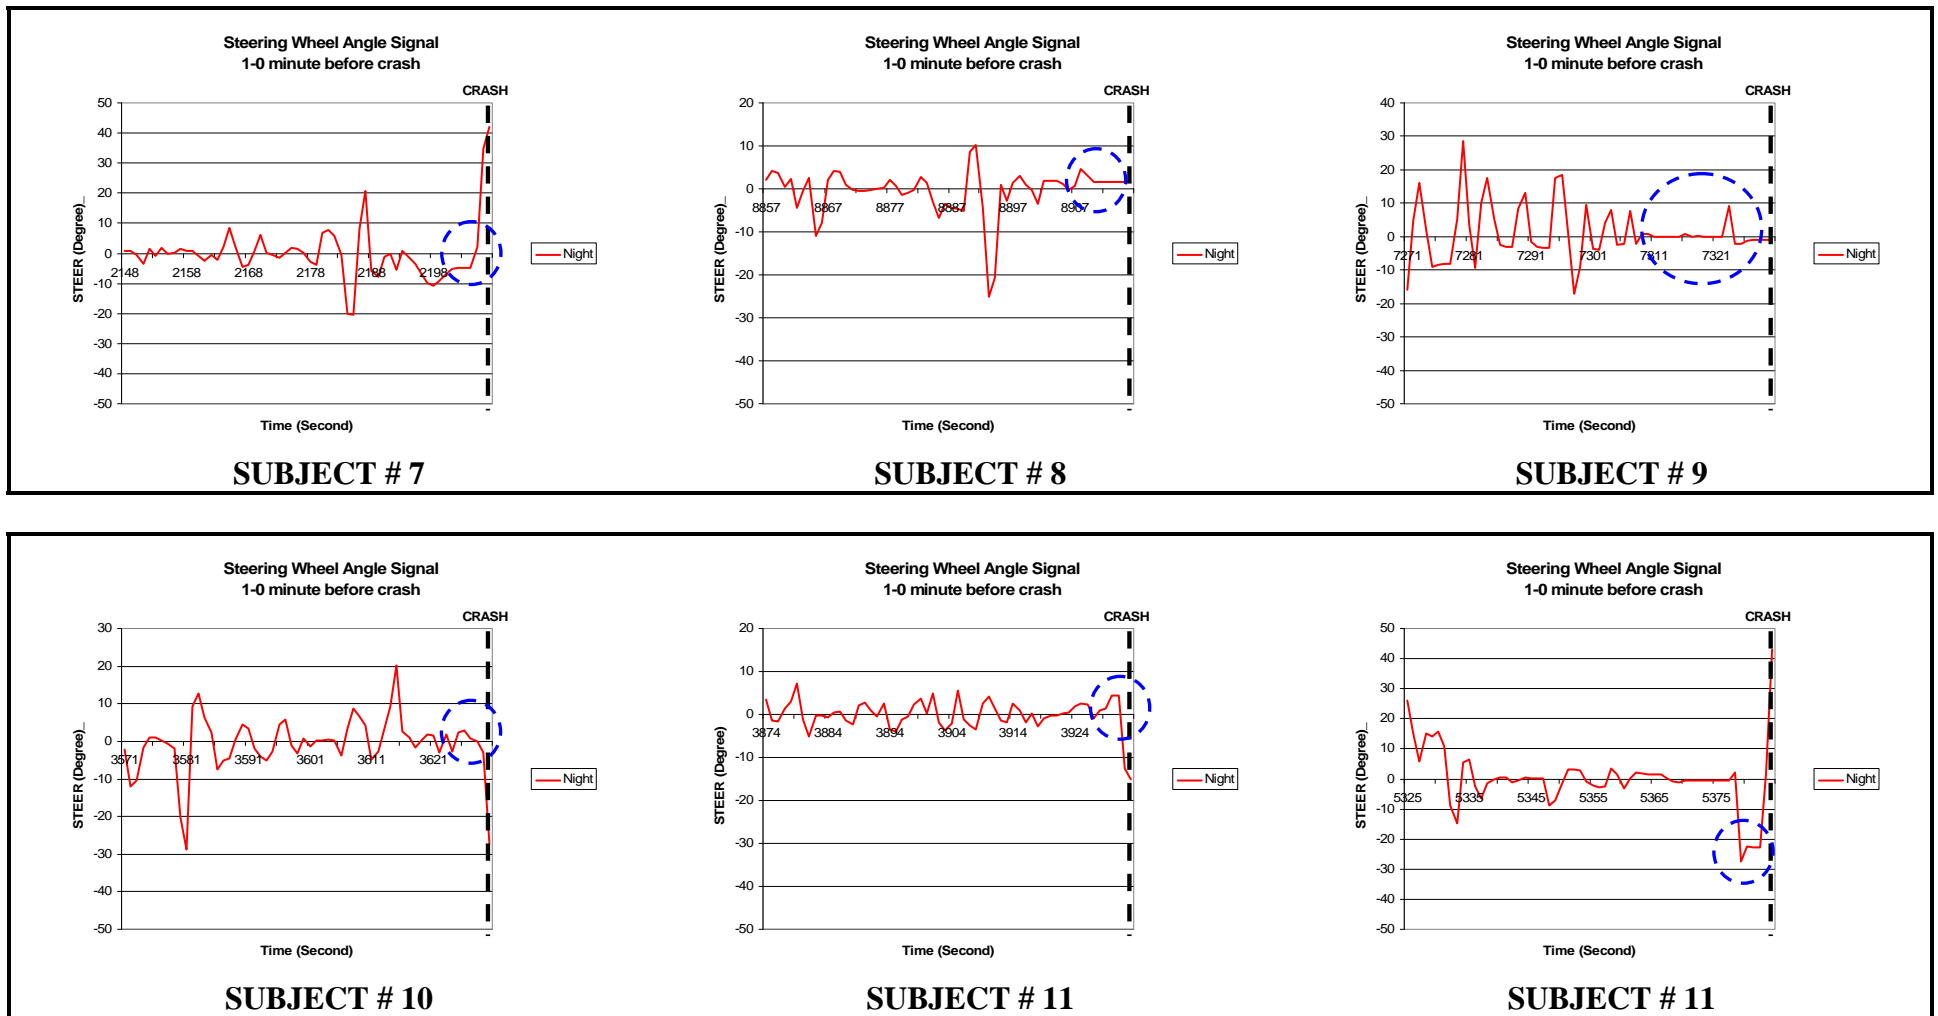 Steering Wheel Angle Signal
1-0 minute before crash
CRASH
50
40
30
20
10
0
-10
-20
-30
-40
-50
2148 2158 2168 2178 2188 2198
-
STEER (Degree)_
Time (Second)
Night
SUBJECT # 7
Steering Wheel Angle Signal
1-0 minute before crash
CRASH
20
10
0
-10
-20
-30
-40
-50
8857 8867 8877 8887 8897 8907
-
STEER (Degree)_
Time (Second)
Night
SUBJECT # 8
Steering Wheel Angle Signal
1-0 minute before crash
CRASH
40
30
20
10
0
-10
-20
-30
-40
-50
7271 7281 7291 7301 7311 7321
-
STEER (Degree)_
Time (Second)
Night
SUBJECT # 9
Steering Wheel Angle Signal
1-0 minute before crash
CRASH
30
20
10
0
-10
-20
-30
-40
-50
3571 3581 3591 3601 3611 3621
-
STEER (Degree)_
Time (Second)
Night
SUBJECT # 10
Steering Wheel Angle Signal
1-0 minute before crash
CRASH
20
10
0
-10
-20
-30
-40
-50
3874 3884 3894 3904 3914 3924
-
STEER (Degree)
Time (Second)
Night
SUBJECT # 11
Steering Wheel Angle Signal
1-0 minute before crash
CRASH
50
40
30
20
10
0
-10
-20
-30
-40
-50
5325 5335 5345 5355 5365 5375
-
STEER (Degree)_
Time (Second)
Night
SUBJECT # 11